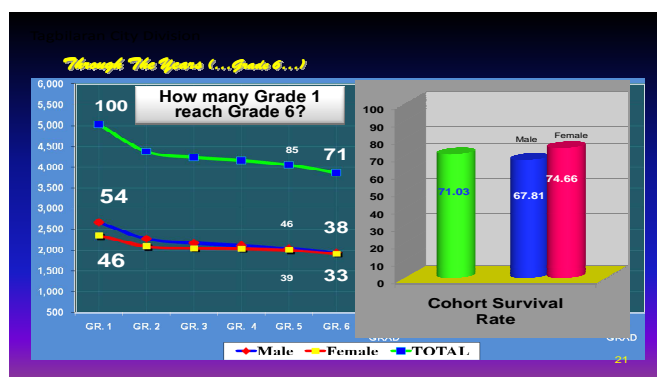 Through The Years (...Grade 6...)
How many Grade 1
reach Grade 6?
6,000
5,500
5,000
4,500
4,000
3,500
3,000
2,500
2,000
1,500
1,000
500
100
85
71
54
46
38
46
39
33
GR. 1
GR. 2
GR. 3
GR. 4
GR. 5
GR. 6
Male
Female
TOTAL
100
90
80
70
60
50
40
30
20
10
0
Male
Female
71.03
67.81
74.66
Cohort Survival
Rate
GRAD
21